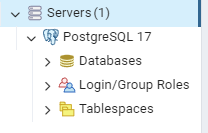 Servers (1)
PostgreSQL 17
Databases
Login/Group Roles
Tablespaces